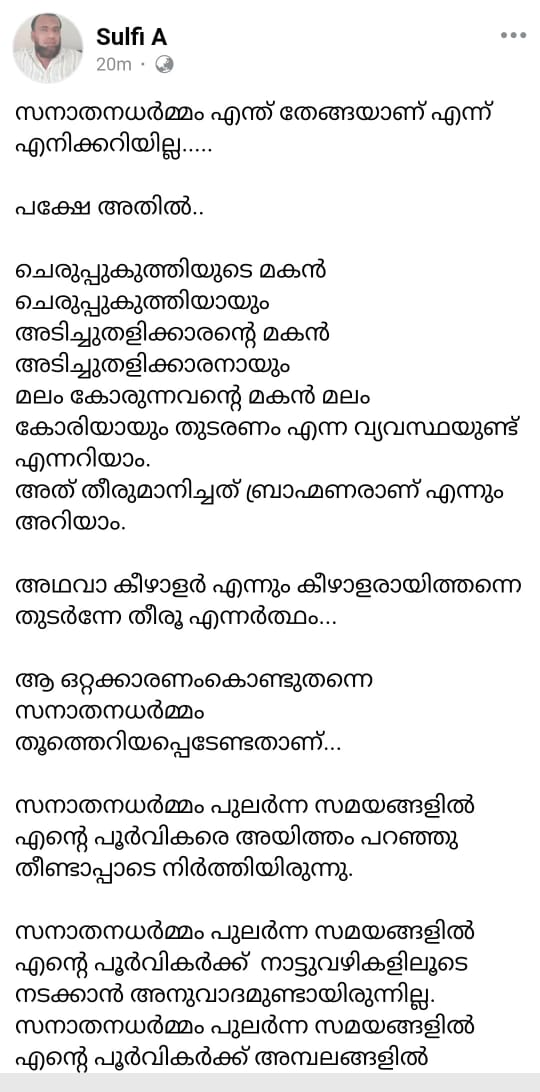 Sulfi A
20m
സനാതനധർമ്മം എന്ത് തേങ്ങയാണ് എന്ന്
എനിക്കറിയില്ല.....
പക്ഷേ അതിൽ..
ചെരുപ്പുകുത്തിയുടെ മകൻ
ചെരുപ്പുകുത്തിയായും
അടിച്ചുതളിക്കാരന്റെ മകൻ
അടിച്ചുതളിക്കാരനായും
മലം കോരുന്നവന്റെ മകൻ മലം
കോരിയായും തുടരണം എന്ന വ്യവസ്ഥയുണ്ട്
എന്നറിയാം.
അത് തീരുമാനിച്ചത് ബ്രാഹ്മണരാണ് എന്നും
അറിയാം.
അഥവാ കീഴാളർ എന്നും കീഴാളരായിത്തന്നെ
തുടർന്നേ തീരൂ എന്നർത്ഥം...
ആ ഒറ്റക്കാരണംകൊണ്ടുതന്നെ
സനാതനധർമ്മം
തൂത്തെറിയപ്പെടേണ്ടതാണ്...
സനാതനധർമ്മം പുലർന്ന സമയങ്ങളിൽ
എന്റെ പൂർവികരെ അയിത്തം പറഞ്ഞു
തീണ്ടാപ്പാടെ നിർത്തിയിരുന്നു.
സനാതനധർമ്മം പുലർന്ന സമയങ്ങളിൽ
എന്റെ പൂർവികർക്ക് നാട്ടുവഴികളിലൂടെ
നടക്കാൻ അനുവാദമുണ്ടായിരുന്നില്ല.
സനാതനധർമ്മം പുലർന്ന സമയങ്ങളിൽ
എന്റെ പൂർവികർക്ക് അമ്പലങ്ങളിൽ